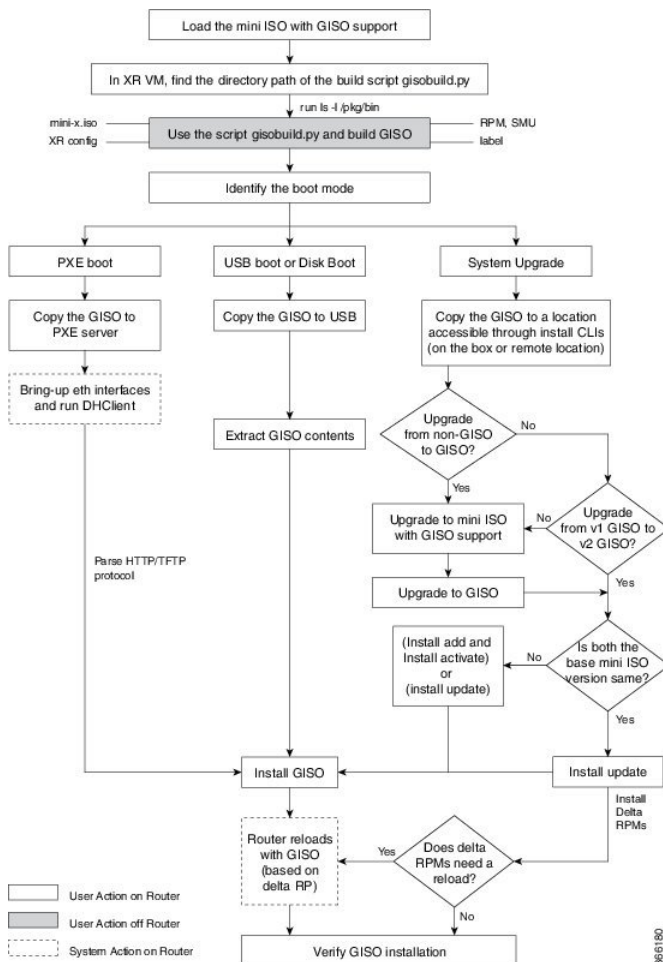 Load the mini ISO with GISO support
In XR VM, find the directory path of the build script gisobuild.py
run ls -l /pkg/bin
mini-x.iso
RPM, SMU
Use the script gisobuild.py and build GISO
XR config
label
Identify the boot mode
PXE boot
USB boot or Disk Boot
System Upgrade
Copy the GISO to
PXE server
Copy the GISO to USB
Copy the GISO to a location
accessible through install CLIs
(on the box or remote location)
Bring-up eth interfaces
and run DHClient
Extract GISO contents
Upgrade
from non-GISO
to GISO?
No
Yes
Upgrade to mini ISO
with GISO support
No
Upgrade
from v1 GISO to
v2 GISO?
Parse HTTP/TFTP
protocol
Upgrade to GISO
Yes
(Install add and
Install activate)
or
(install update)
No
Is both the
base mini ISO
version same?
Yes
Install GISO
Install update
Install
Delta
RPMs
Router reloads
with GISO
(based on
delta RP)
Yes
Does delta
RPMs need a
reload?
No
Verify GISO installation
User Action on Router
User Action off Router
System Action on Router
366180